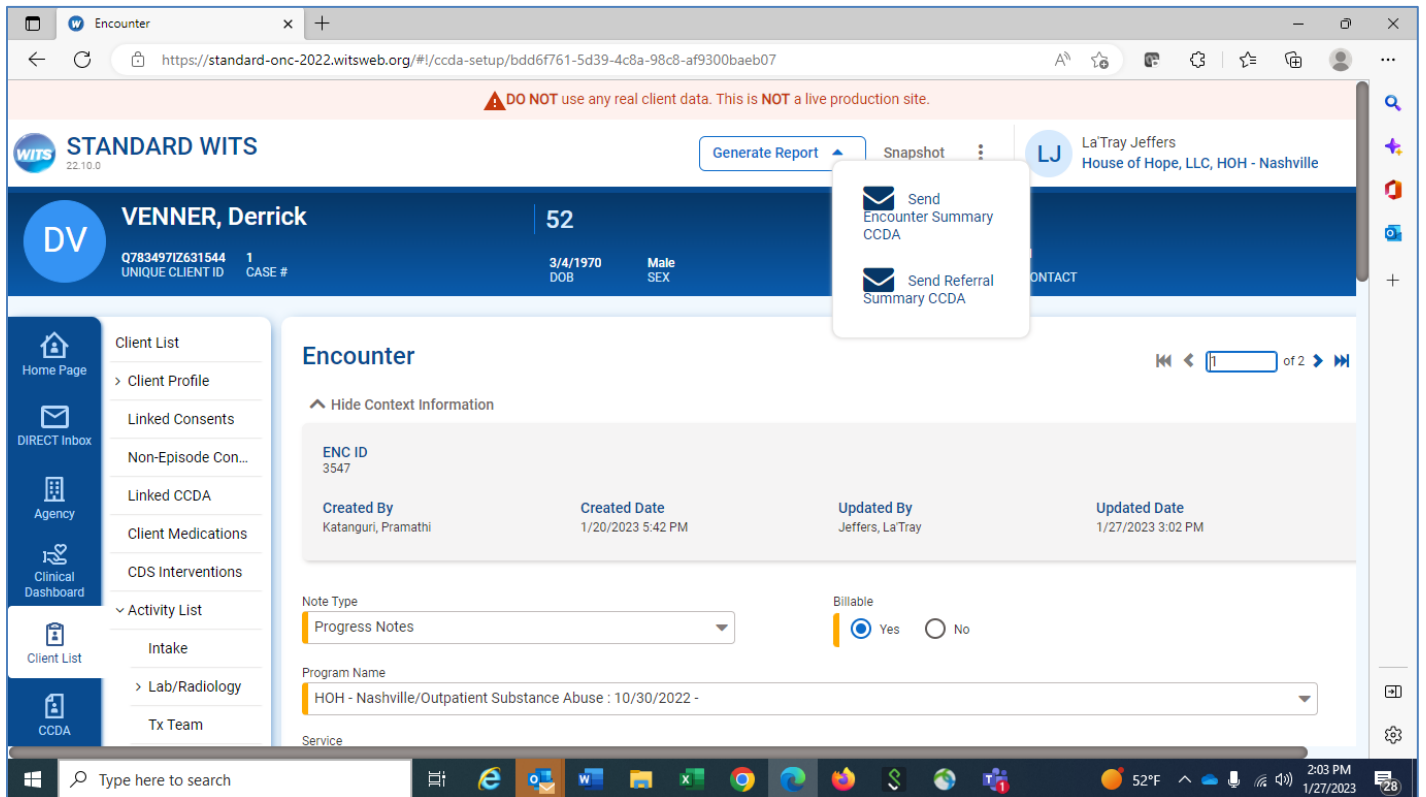 Encounter
https://standard-onc-2022.witsweb.org/#!/ccda-setup/bdd6f761-5d39-4c8a-98c8-af9300baeb07
DO NOT use any real client data. This is NOT a live production site.
WITS
STANDARD WITS
22.10.0
Generate Report
Snapshot
LJ
La'Tray Jeffers
House of Hope, LLC, HOH - Nashville
Send
Encounter Summary
CCDA
Send Referral
Summary CCDA
DV
VENNER, Derrick
Q783497IZ631544 1
UNIQUE CLIENT ID CASE #
52
3/4/1970 Male
DOB SEX
ONTACT
Home Page
DIRECT Inbox
Agency
Clinical
Dashboard
Client List
CCDA
Client List
Client Profile
Linked Consents
Non-Episode Con...
Linked CCDA
Client Medications
CDS Interventions
Activity List
Intake
Lab/Radiology
Tx Team
Encounter
1 of 2
Hide Context Information
ENC ID
3547
Created By Created Date Updated By Updated Date
Katanguri, Pramathi 1/20/2023 5:42 PM Jeffers, La'Tray 1/27/2023 3:02 PM
Note Type
Progress Notes
Billable
Yes No
Program Name
HOH - Nashville/Outpatient Substance Abuse : 10/30/2022 -
Service
Type here to search
52°F
2:03 PM
1/27/2023
28